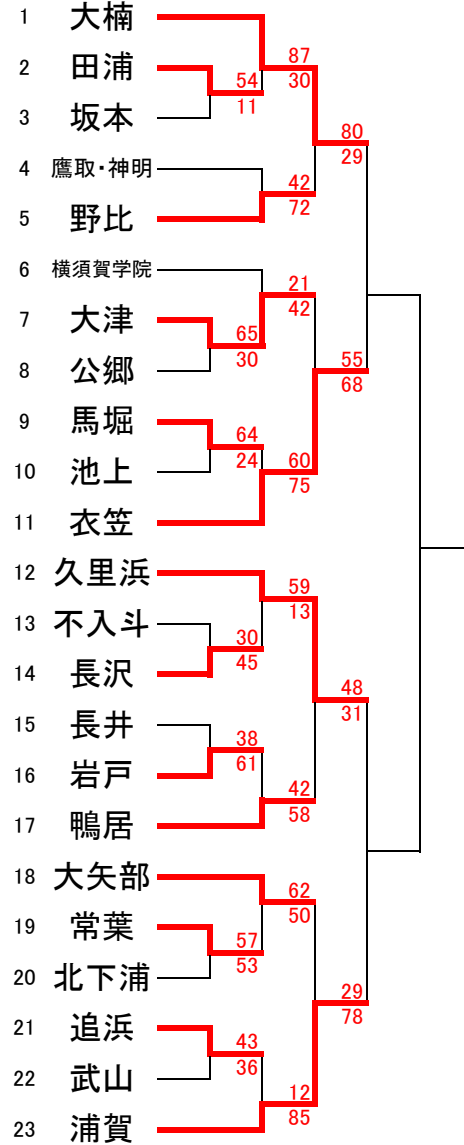 1 大楠
87
2 田浦
54
30
11
3 坂本
80
29
4 鷹取・神明
42
5 野比
72
6 横須賀学院
21
7 大津
65
42
30
8 公郷
55
68
9 馬堀
64
24
60
10 池上
75
11 衣笠
12 久里浜
59
13 不入斗
13
30
45
14 長沢
48
31
15 長井
38
61
16 岩戸
42
17 鴨居
58
18 大矢部
62
19 常葉
50
57
53
20 北下浦
29
78
21 追浜
43
36
22 武山
12
23 浦賀
85